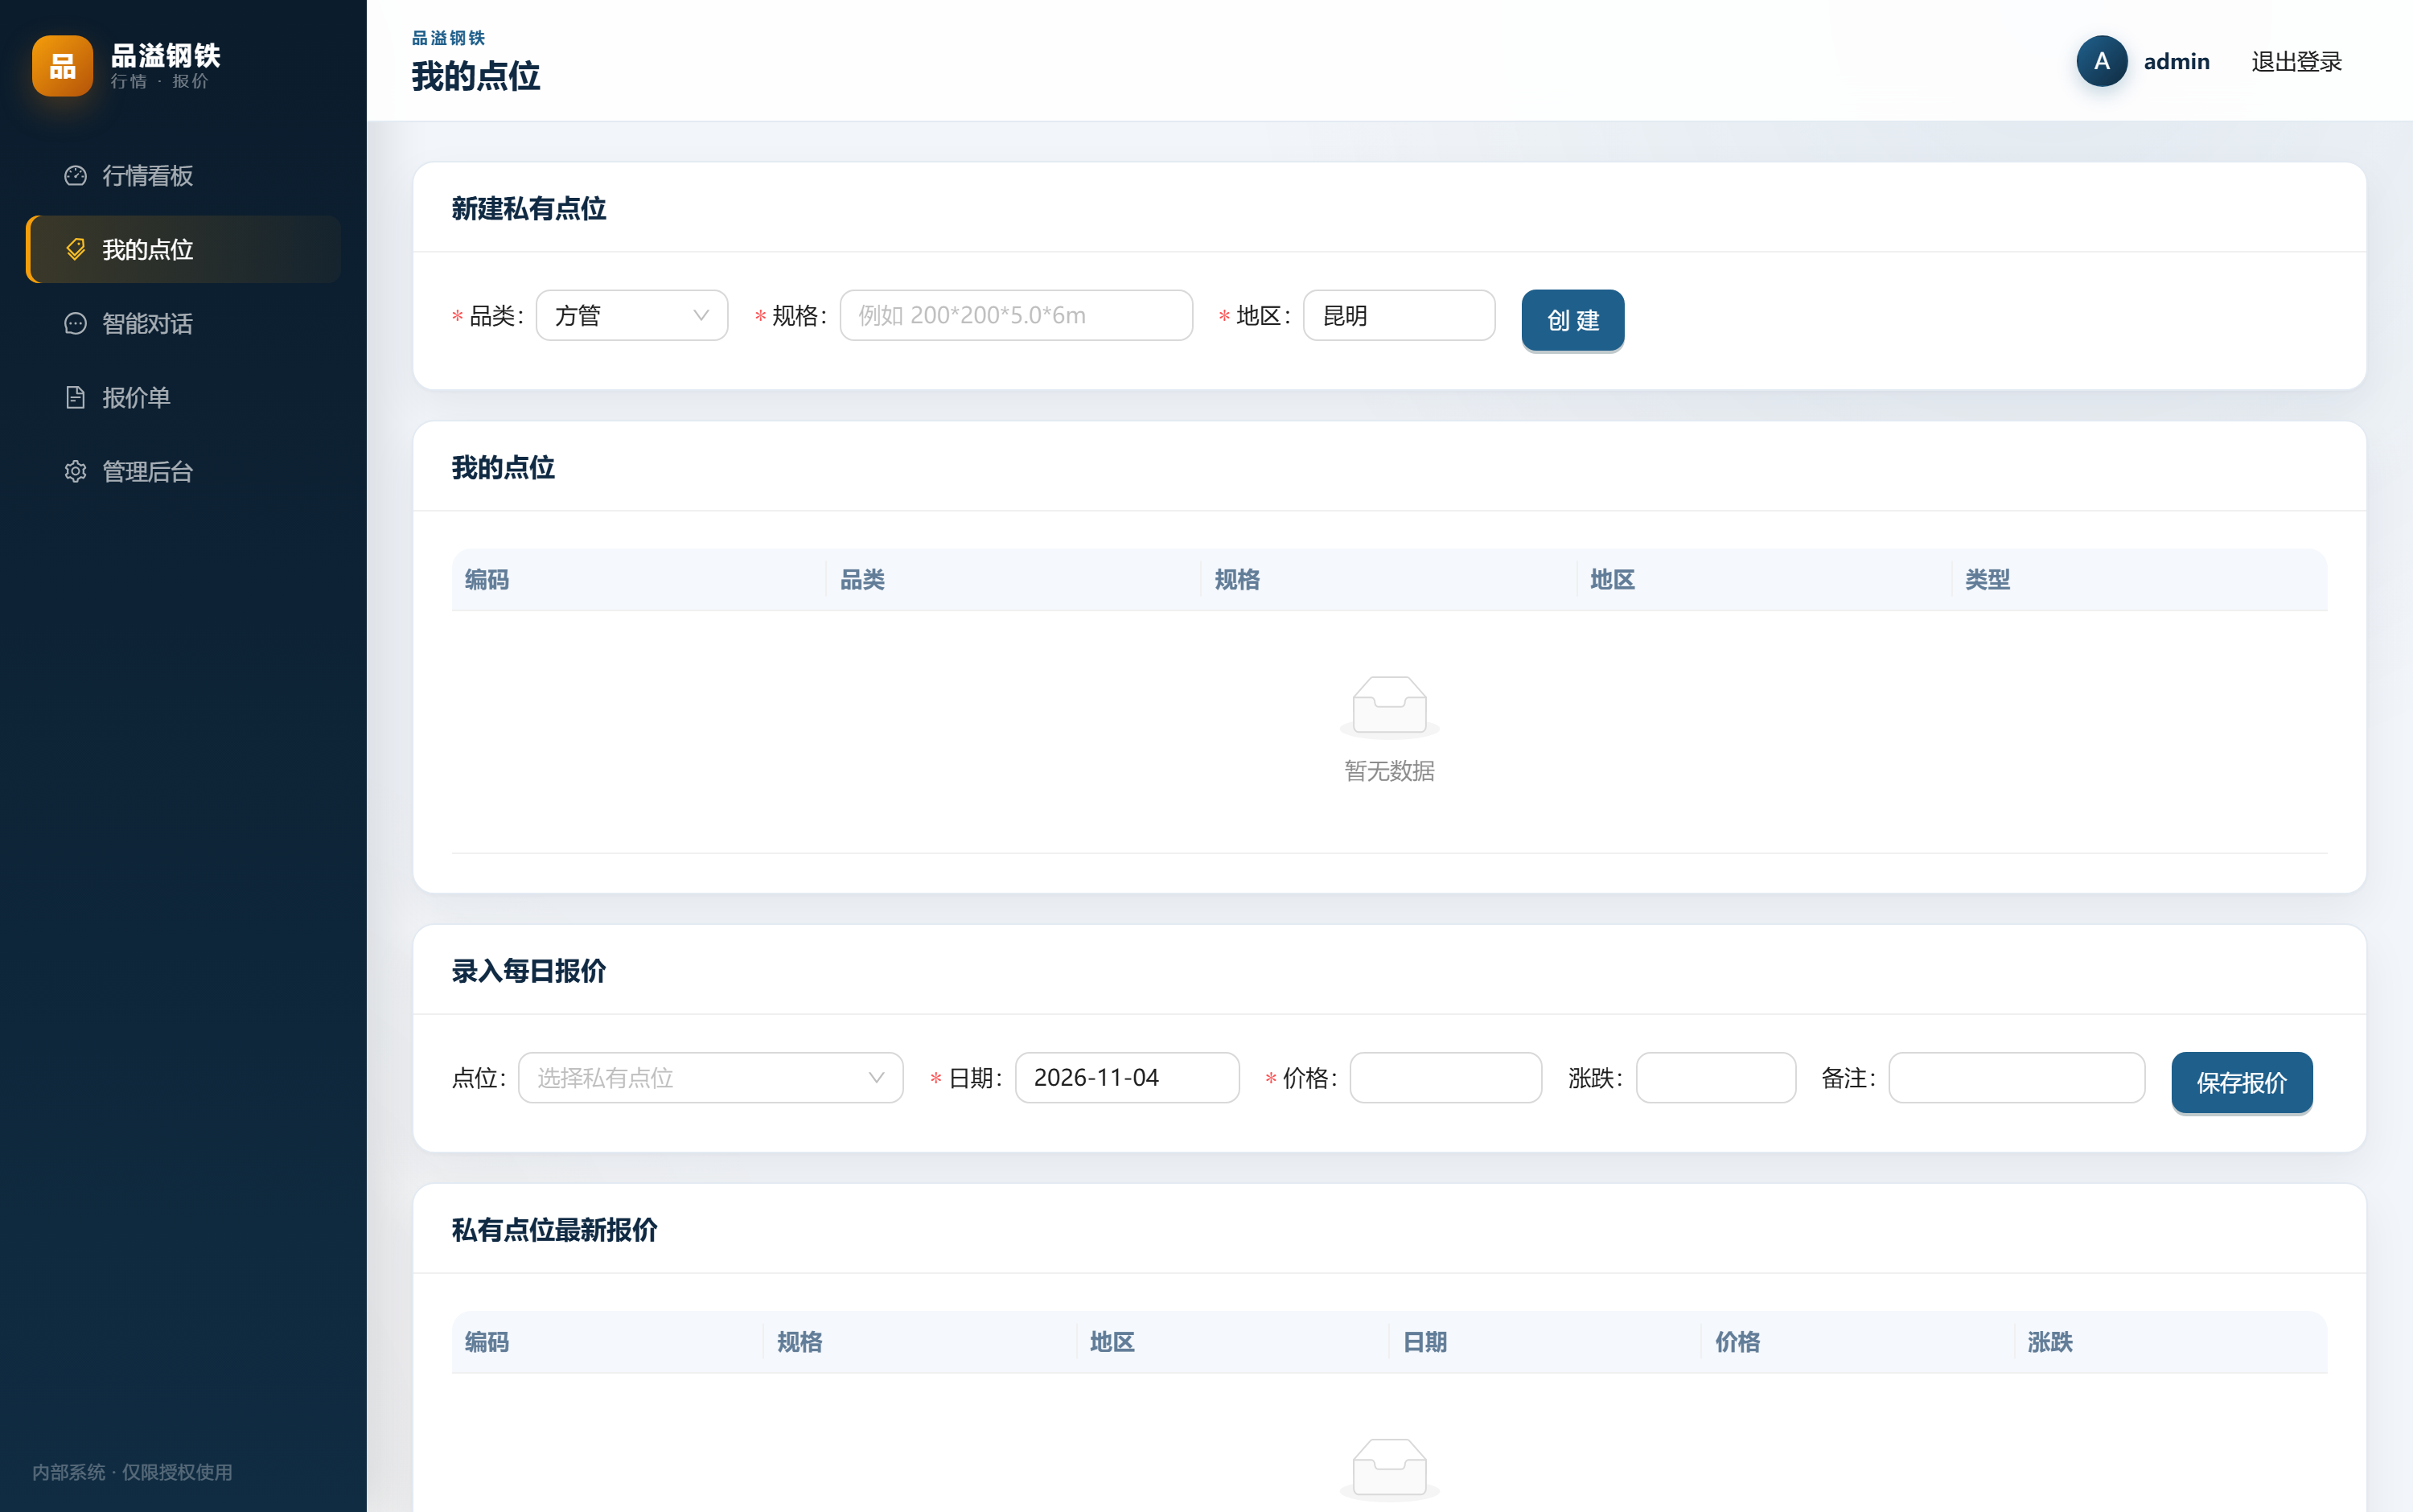 品
品溢钢铁
行情 · 报价
行情看板
我的点位
智能对话
报价单
管理后台
内部系统 · 仅限授权使用
品溢钢铁
我的点位
A admin 退出登录
新建私有点位
* 品类： 方管 * 规格： 例如 200*200*5.0*6m * 地区： 昆明 创 建
我的点位
编码 品类 规格 地区 类型
暂无数据
录入每日报价
点位： 选择私有点位 * 日期： 2026-11-04 * 价格： 涨跌： 备注： 保存报价
私有点位最新报价
编码 规格 地区 日期 价格 涨跌